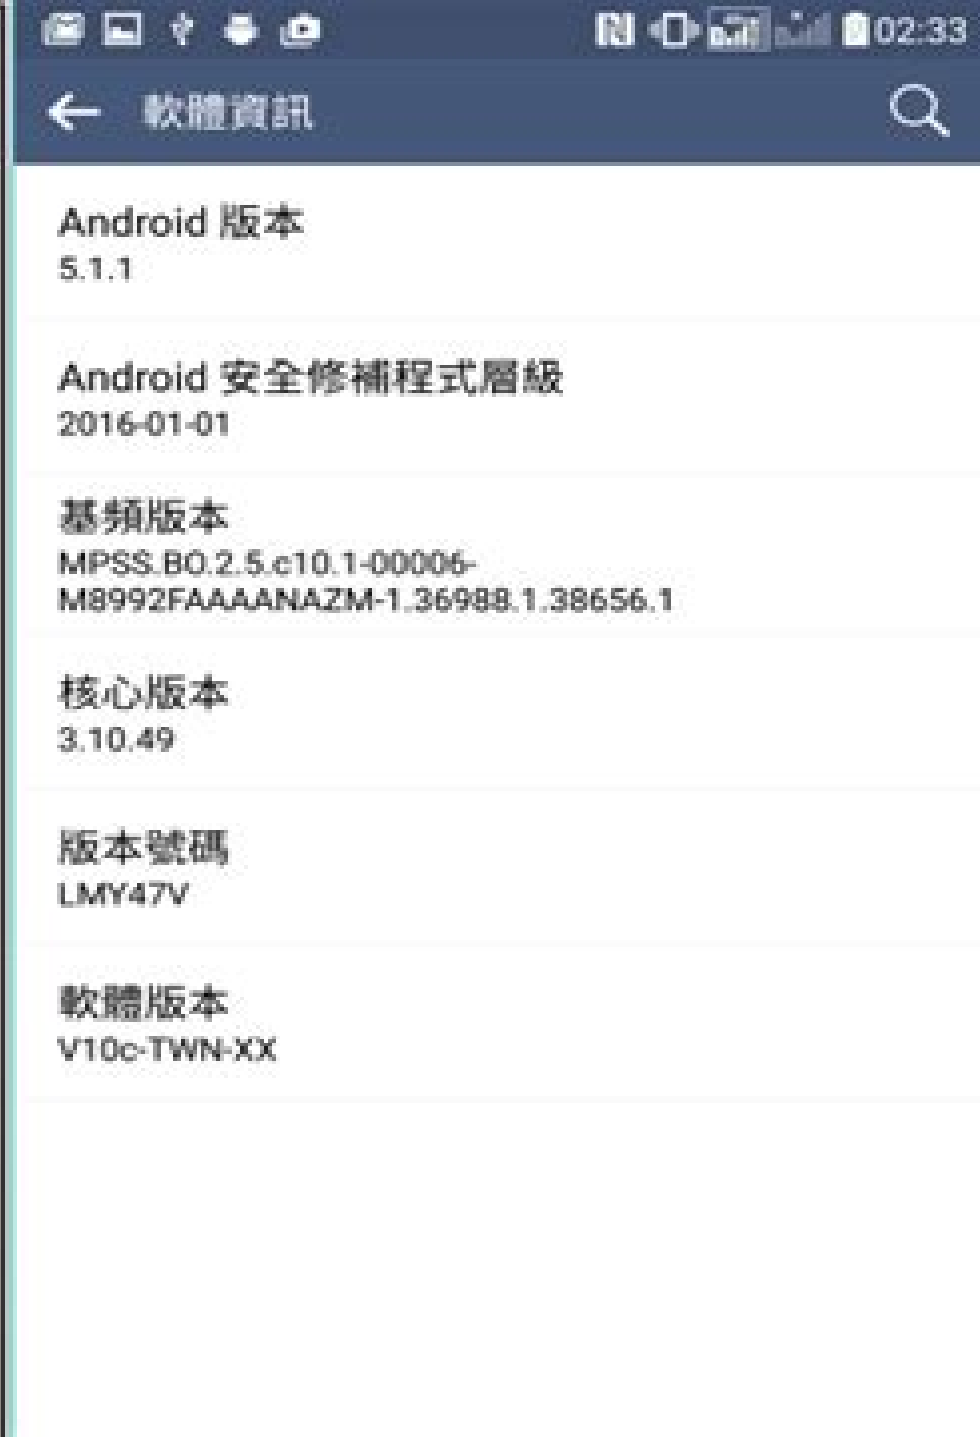 02:33
軟體資訊
Android 版本
5.1.1
Android 安全修補程式層級
2016-01-01
基頻版本
MPSS.BO.2.5.c10.1-00006-
M8992FAAAANAZM-1.36988.1.38656.1
核心版本
3.10.49
版本號碼
LMY47V
軟體版本
V10c-TWN-XX